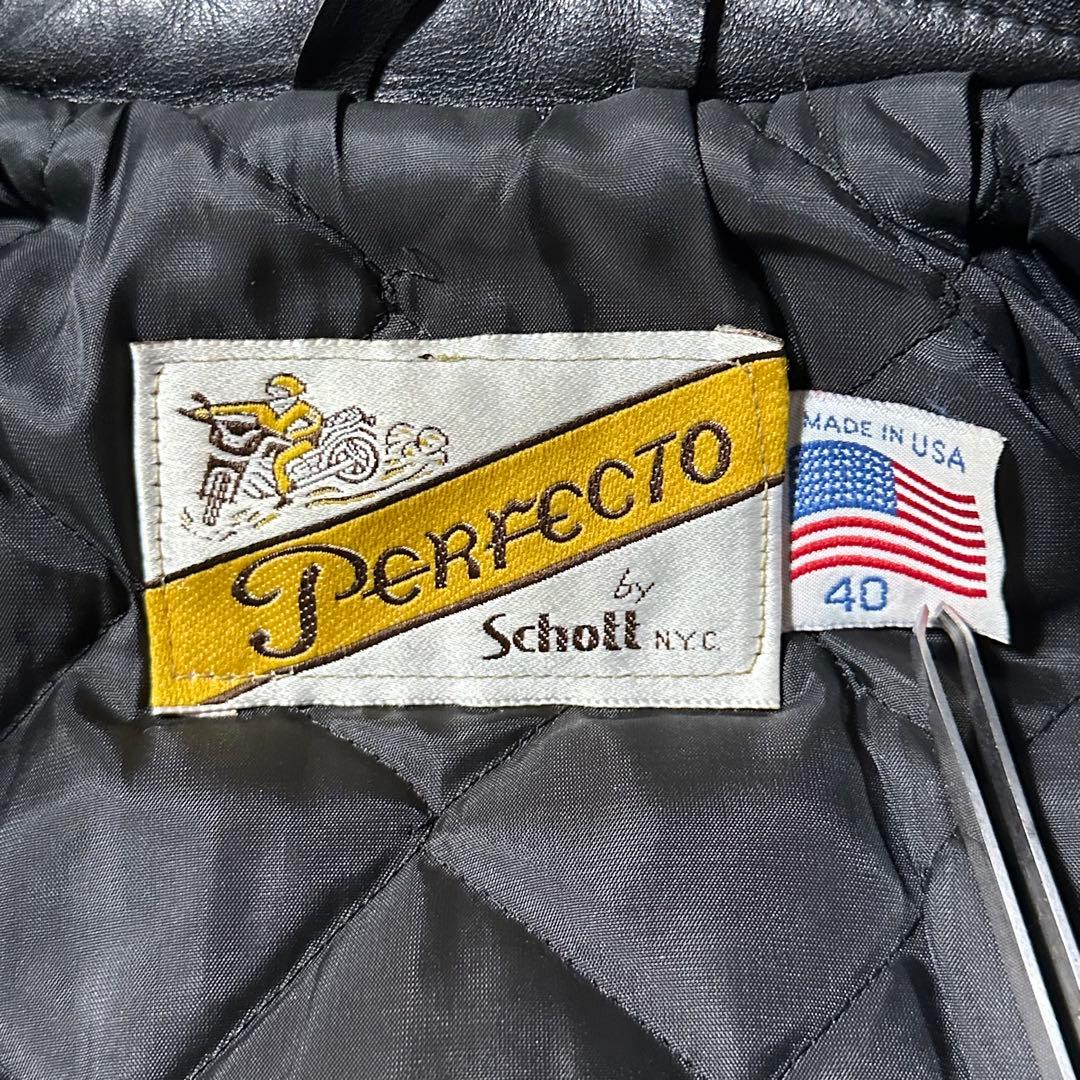 PERFECTO
by
Schott N.Y.C.
MADE IN USA
40